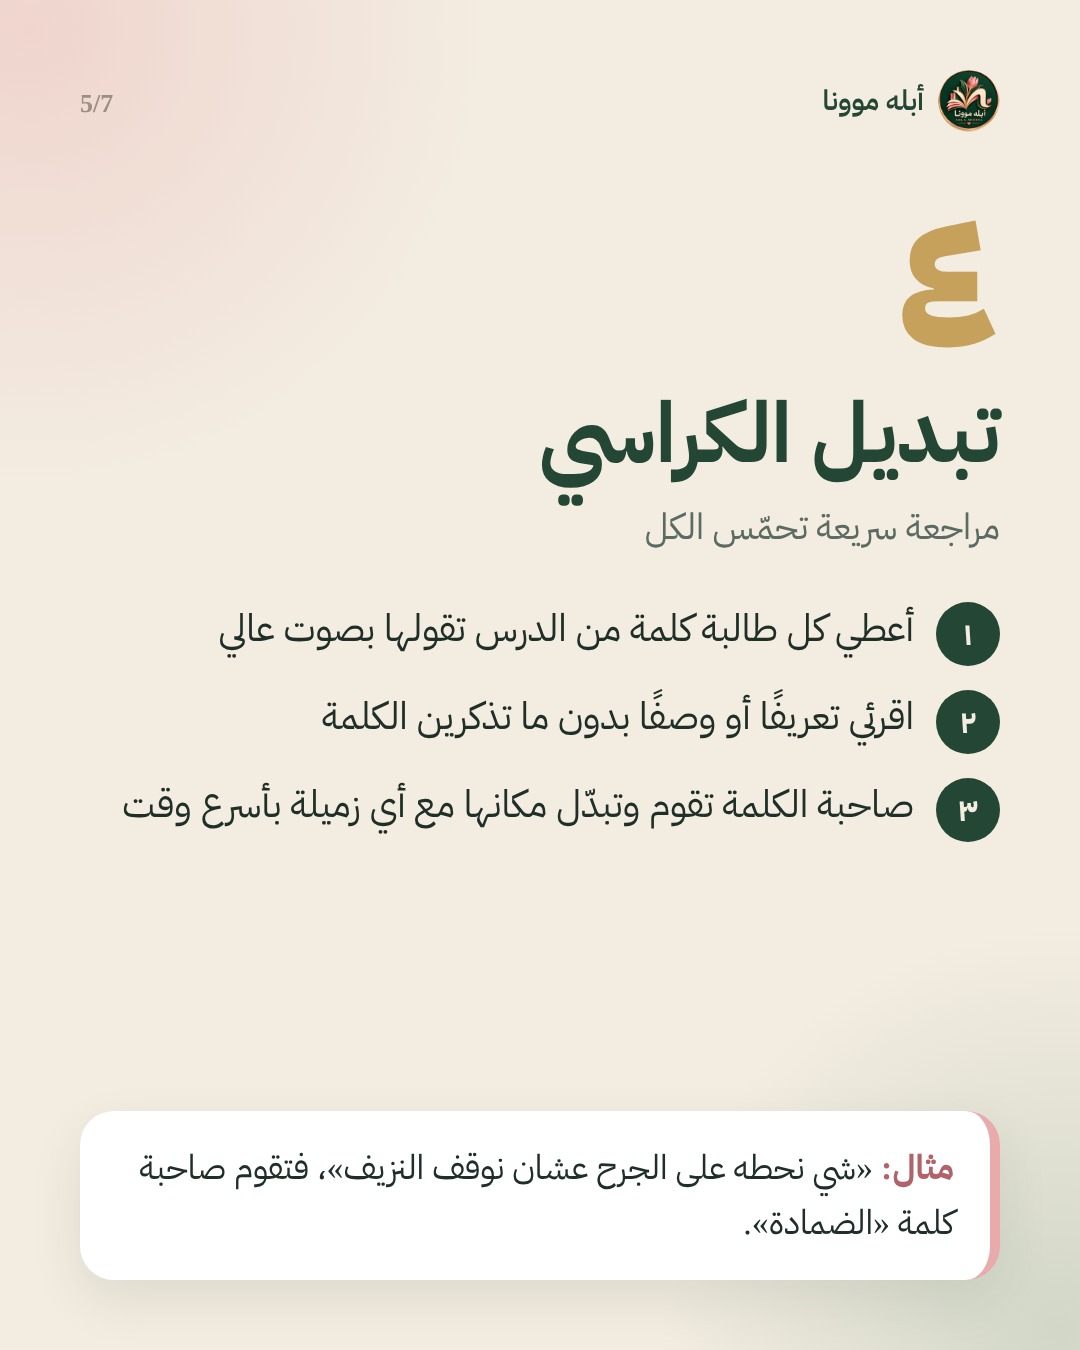 أبله موونا
5/7
٤
تبديل الكراسي
مراجعة سريعة تحمّس الكل
١ أعطي كل طالبة كلمة من الدرس تقولها بصوت عالي
٢ اقرئي تعريفًا أو وصفًا بدون ما تذكرين الكلمة
٣ صاحبة الكلمة تقوم وتبدّل مكانها مع أي زميلة بأسرع وقت
مثال: «شي نحطه على الجرح عشان نوقف النزيف»، فتقوم صاحبة
كلمة «الضمادة».